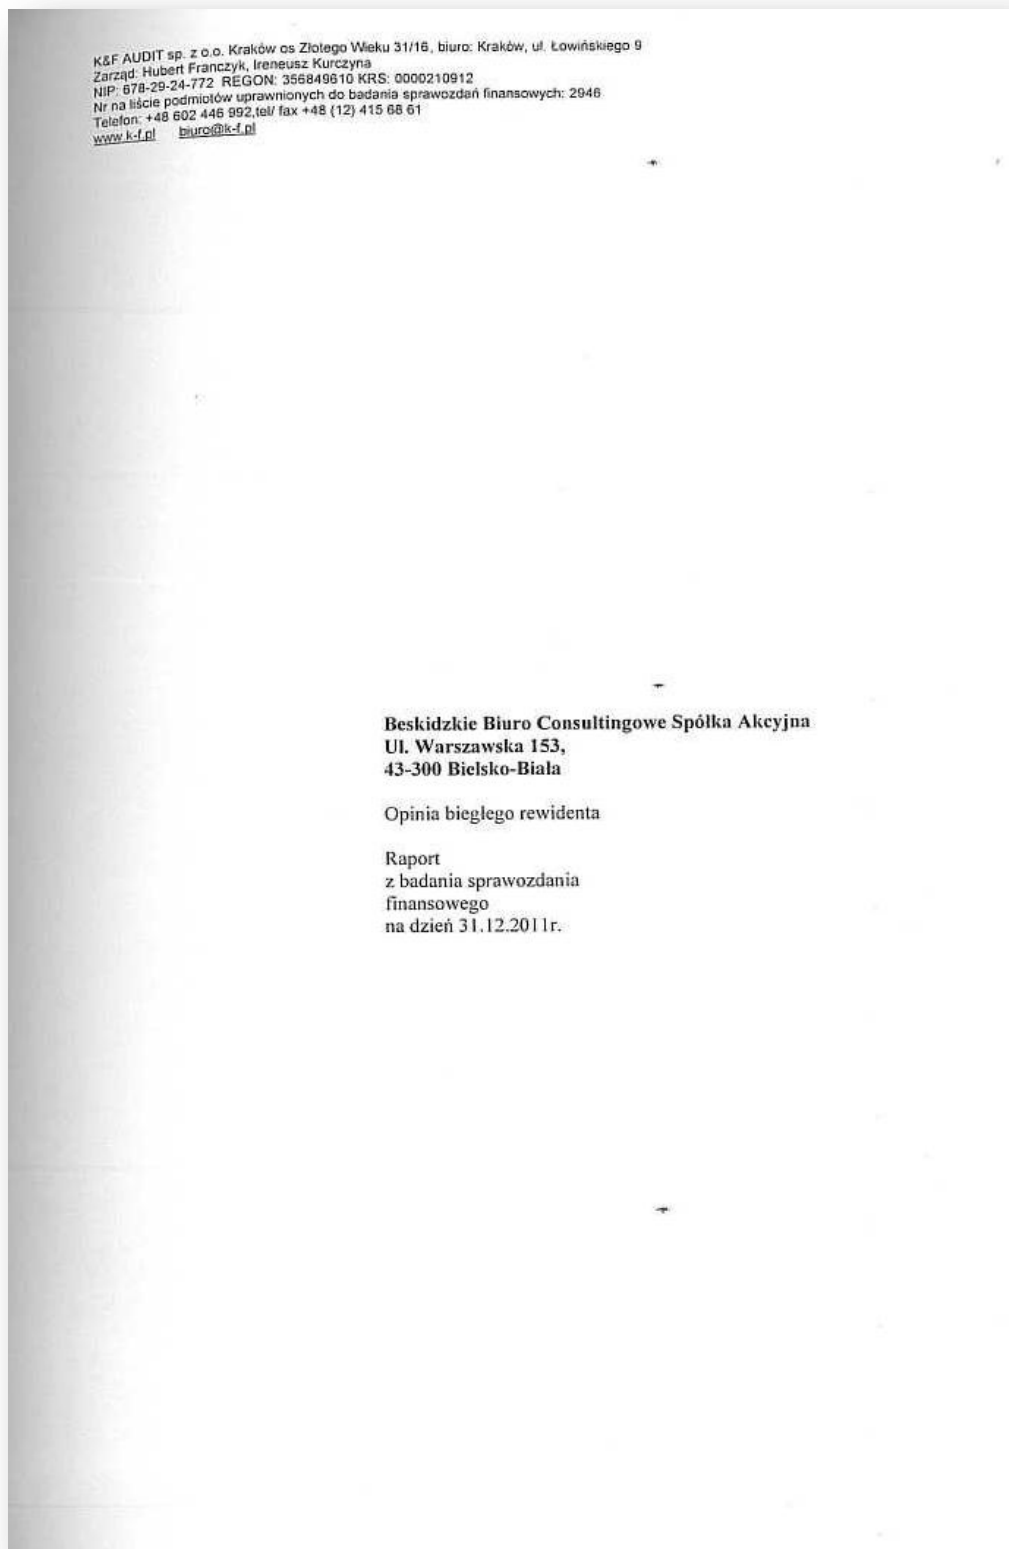 K&F AUDIT sp. z o.o. Kraków os Złotego Wieku 31/16, biuro: Kraków, ul. Łowińskiego 9
Zarząd: Hubert Franczyk, Ireneusz Kurczyna
NIP: 678-29-24-772 REGON: 356849610 KRS: 0000210912
Nr na liście podmiotów uprawnionych do badania sprawozdań finansowych: 2946
Telefon: +48 602 446 992,tel/ fax +48 (12) 415 68 61
www.k-f.pl biuro@k-f.pl
Beskidzkie Biuro Consultingowe Spółka Akcyjna
Ul. Warszawska 153,
43-300 Bielsko-Biała
Opinia biegłego rewidenta
Raport
z badania sprawozdania
finansowego
na dzień 31.12.2011r.